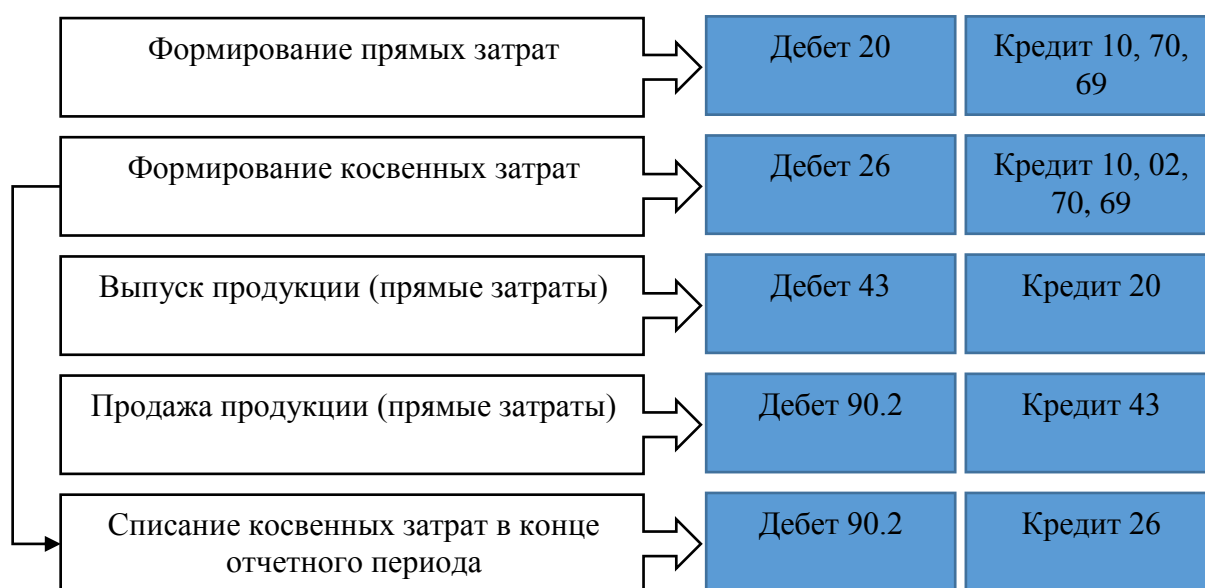 Формирование прямых затрат
Дебет 20
Кредит 10, 70,
69
Формирование косвенных затрат
Дебет 26
Кредит 10, 02,
70, 69
Выпуск продукции (прямые затраты)
Дебет 43
Кредит 20
Продажа продукции (прямые затраты)
Дебет 90.2
Кредит 43
Списание косвенных затрат в конце
отчетного периода
Дебет 90.2
Кредит 26